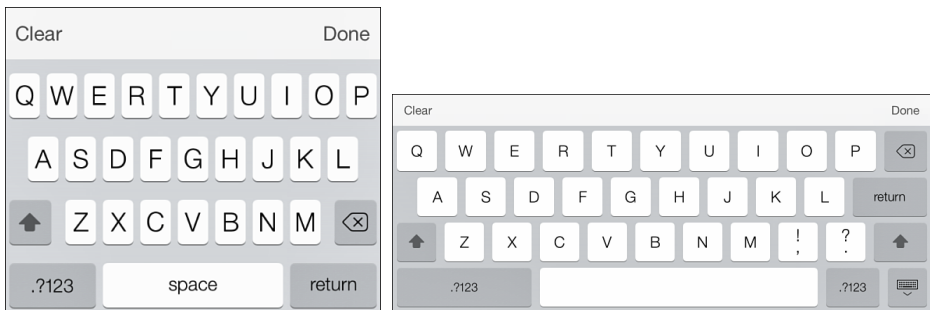 Clear Done
Q W E R T Y U I O P
A S D F G H J K L
Z X C V B N M
.?123 space return
Clear Done
Q W E R T Y U I O P
A S D F G H J K L return
Z X C V B N M ! , ? .
.?123 .?123